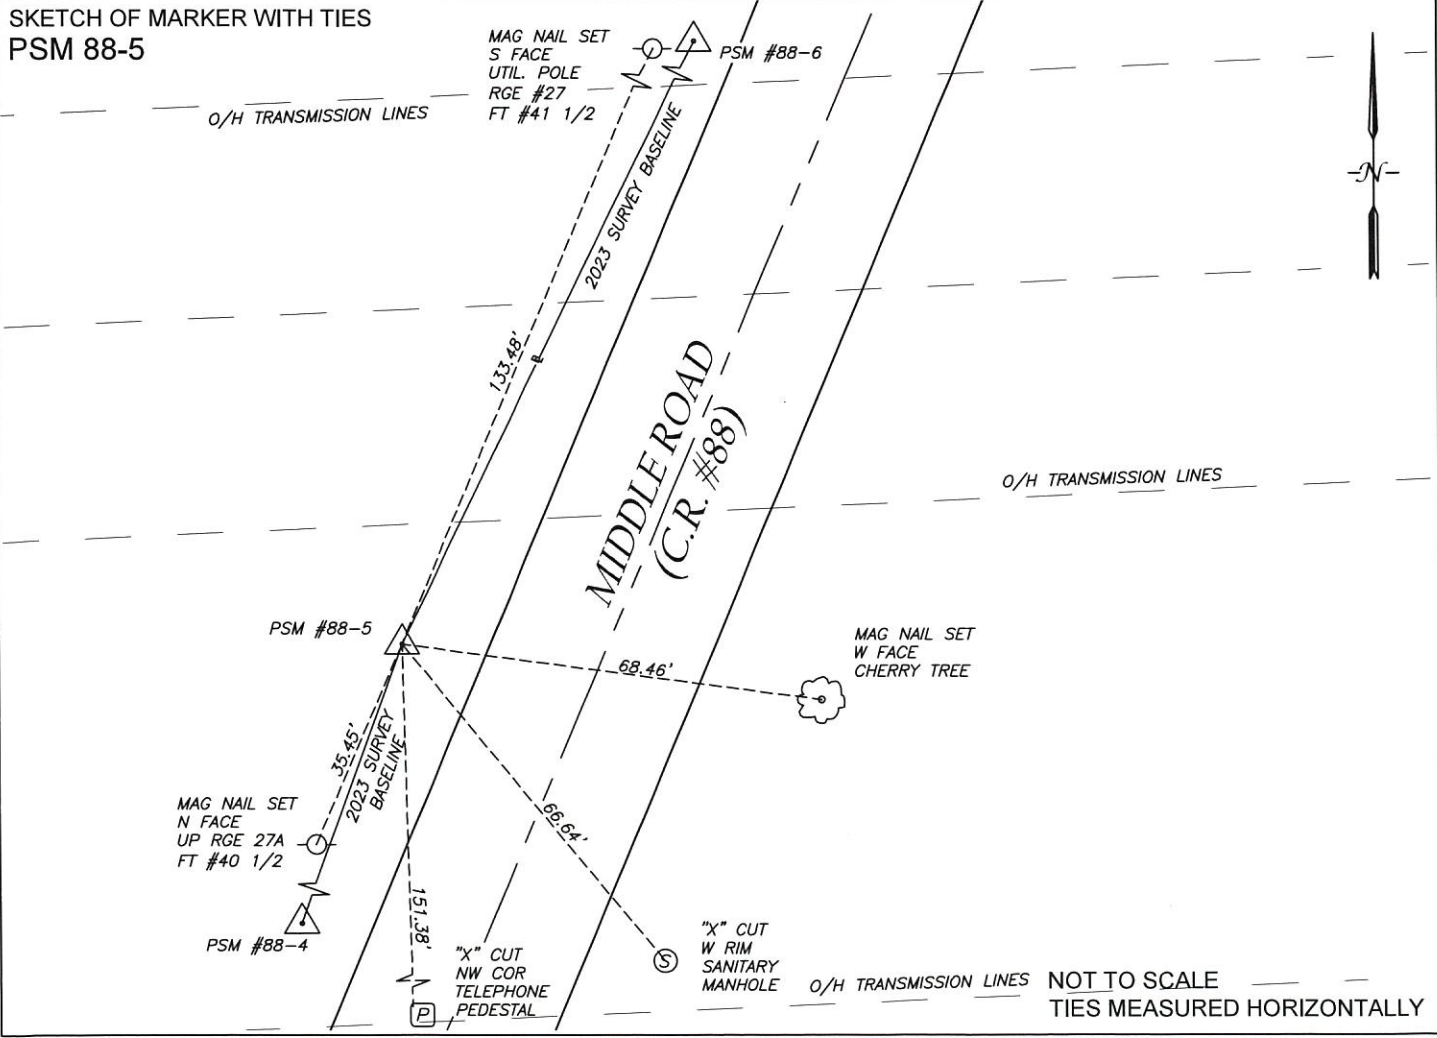 SKETCH OF MARKER WITH TIES
PSM 88-5
MAG NAIL SET
S FACE
UTIL. POLE
RGE #27
FT #41 1/2
PSM #88-6
O/H TRANSMISSION LINES
2023 SURVEY BASELINE
N
133.48'
MIDDLE ROAD
(C.R. #88)
O/H TRANSMISSION LINES
PSM #88-5
68.46'
MAG NAIL SET
W FACE
CHERRY TREE
35.45'
2023 SURVEY
BASELINE
MAG NAIL SET
N FACE
UP RGE 27A
FT #40 1/2
66.64'
151.38'
PSM #88-4
"X" CUT
NW COR
TELEPHONE
PEDESTAL
P
S
"X" CUT
W RIM
SANITARY
MANHOLE
O/H TRANSMISSION LINES
NOT TO SCALE
TIES MEASURED HORIZONTALLY